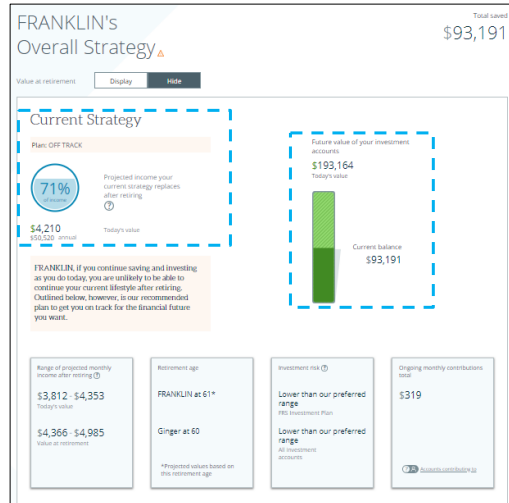 FRANKLIN's
Overall Strategy
Total saved
$93,191
Value at retirement
Display
Hide
Current Strategy
Plan: OFF TRACK
71%
of income
Projected income your
current strategy replaces
after retiring
?
$4,210
$50,520 annual
Today's value
Future value of your investment
accounts
$193,164
Today's value
Current balance
$93,191
FRANKLIN, if you continue saving and investing
as you do today, you are unlikely to be able to
continue your current lifestyle after retiring.
Outlined below, however, is our recommended
plan to get you on track for the financial future
you want.
Range of projected monthly
income after retiring ?
$3,812 - $4,353
Today's value
$4,366 - $4,985
Value at retirement
Retirement age
FRANKLIN at 61*
Ginger at 60
*Projected values based on
this retirement age
Investment risk ?
Lower than our preferred
range
PRG Investment Plan
Lower than our preferred
range
All investment
accounts
Ongoing monthly contributions
total
$319
Accounts contributing to